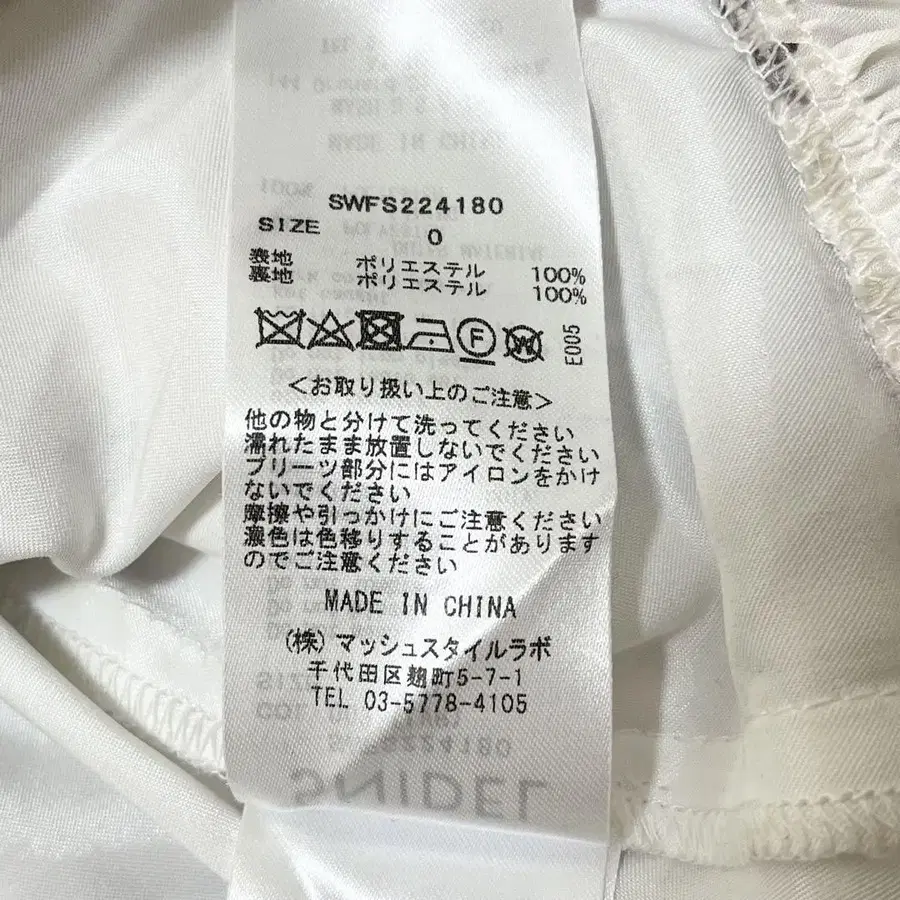 SWFS224180
SIZE 0
表地 ポリエステル 100%
裏地 ポリエステル 100%
F W E005
＜お取り扱い上のご注意＞
他の物と分けて洗ってください
濡れたまま放置しないでください
プリーツ部分にはアイロンをかけ
ないでください
摩擦や引っかけにご注意ください
濃色は色移りすることがあります
のでご注意ください
MADE IN CHINA
(株)マッシュスタイルラボ
千代田区麹町5-7-1
TEL 03-5778-4105
SWFS224180
SNIDEL